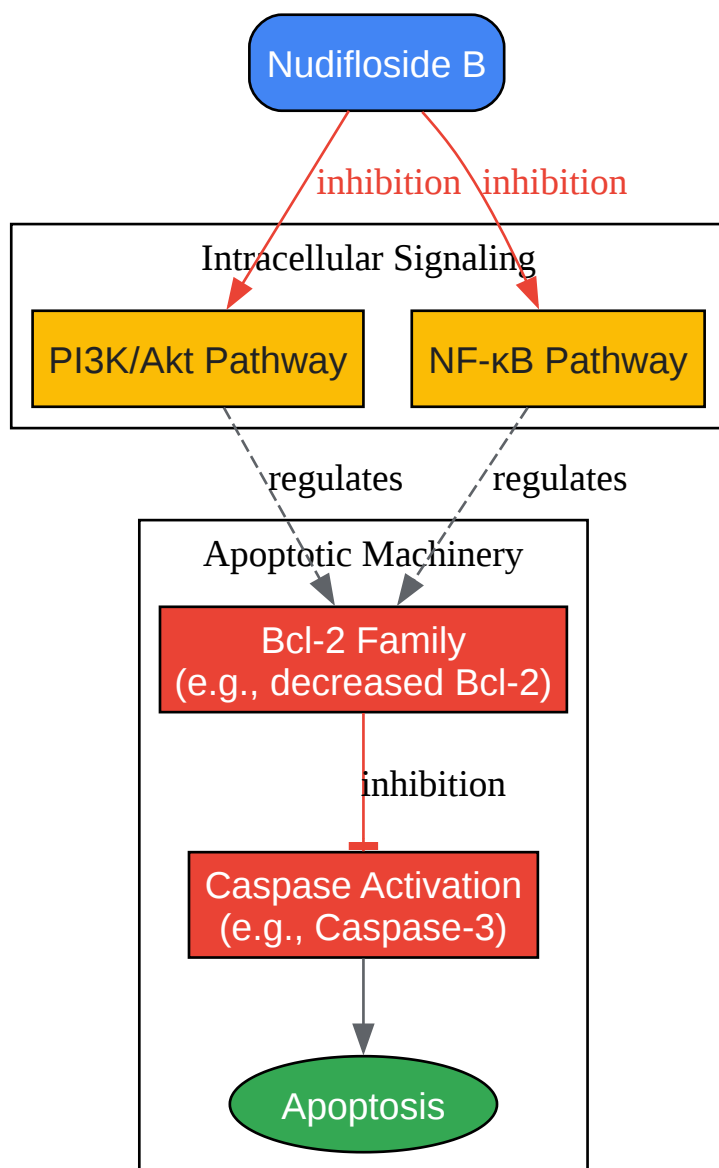 Nudifloside B
inhibition
inhibition
Intracellular Signaling
PI3K/Akt Pathway
NF-κB Pathway
regulates
regulates
Apoptotic Machinery
Bcl-2 Family
(e.g., decreased Bcl-2)
inhibition
Caspase Activation
(e.g., Caspase-3)
Apoptosis